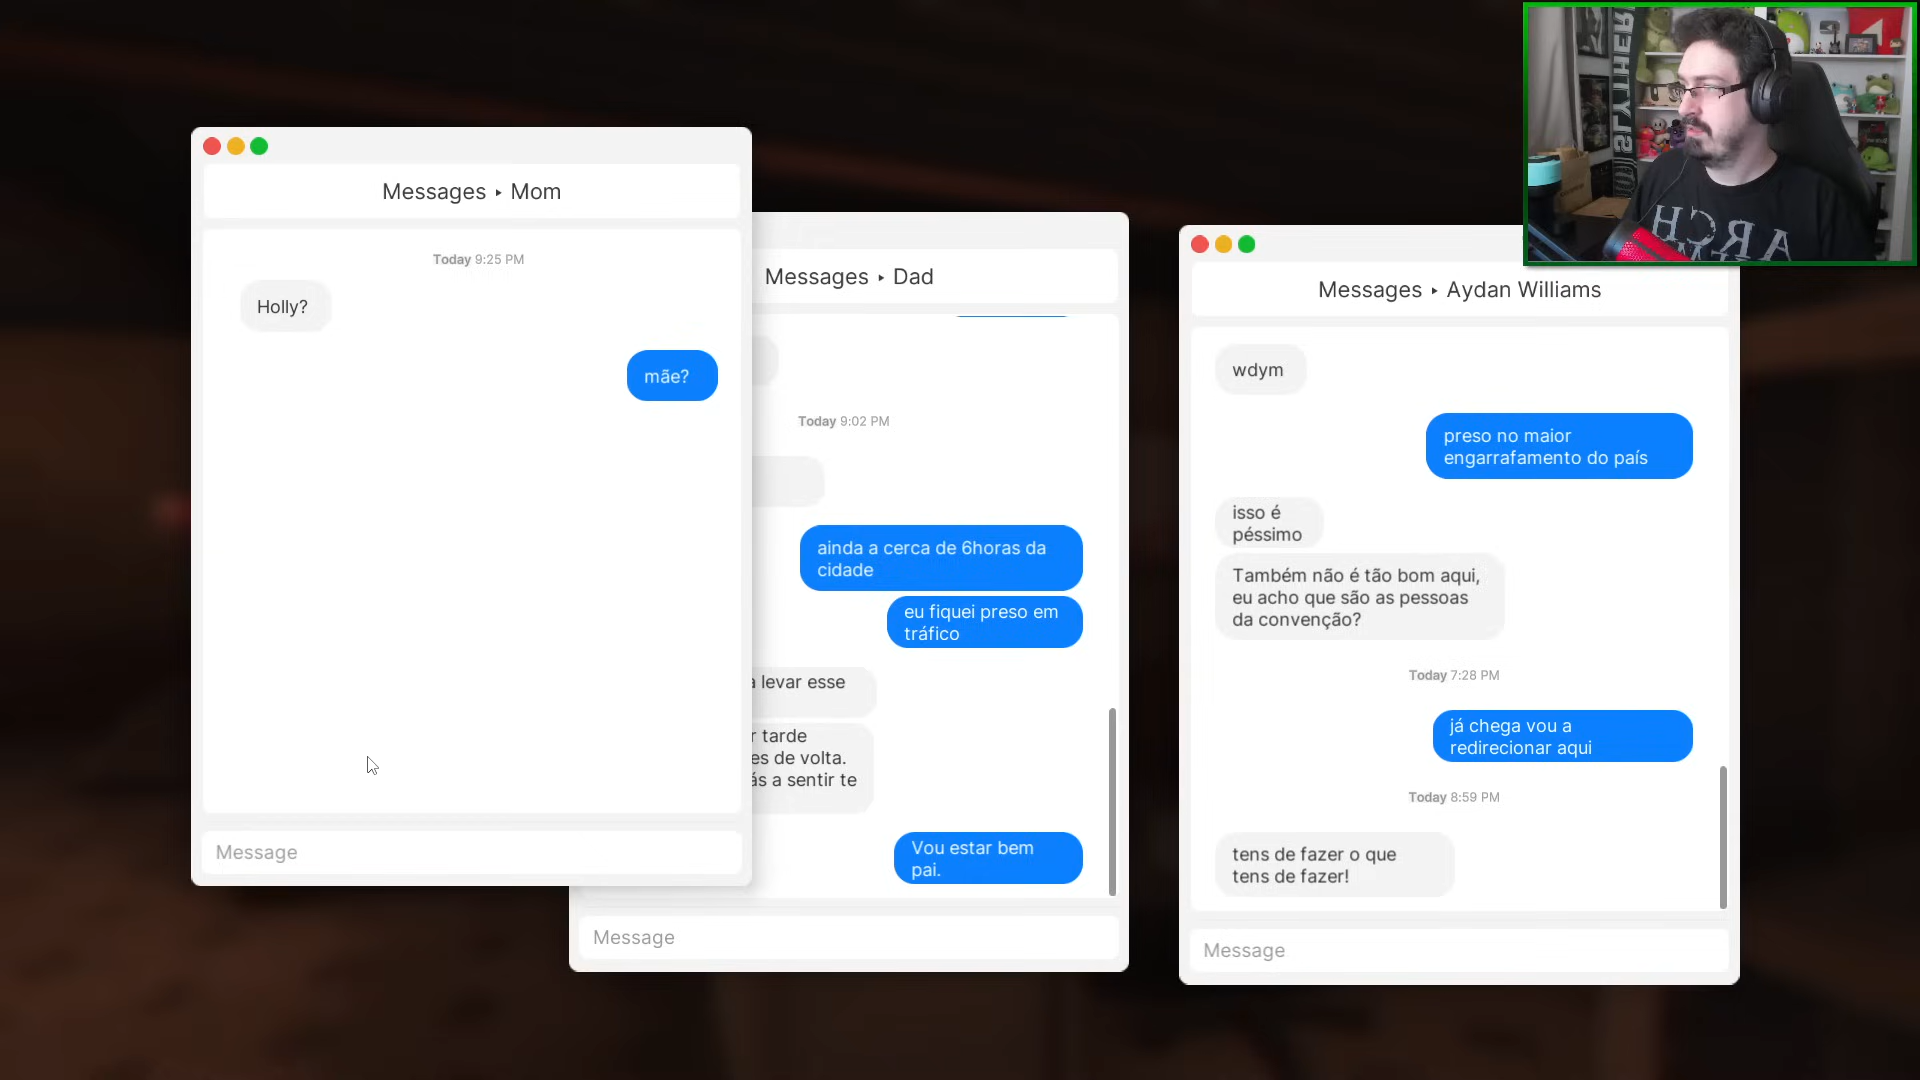 Messages ▸ Mom
Today 9:25 PM
Holly?
mãe?
Message
Messages ▸ Dad
Today 9:02 PM
ainda a cerca de 6horas da
cidade
eu fiquei preso em
tráfico
levar esse
tarde
de volta.
a sentir te
Vou estar bem
pai.
Message
Messages ▸ Aydan Williams
wdym
preso no maior
engarrafamento do país
isso é
péssimo
Também não é tão bom aqui,
eu acho que são as pessoas
da convenção?
Today 7:28 PM
já chega vou a
redirecionar aqui
Today 8:59 PM
tens de fazer o que
tens de fazer!
Message